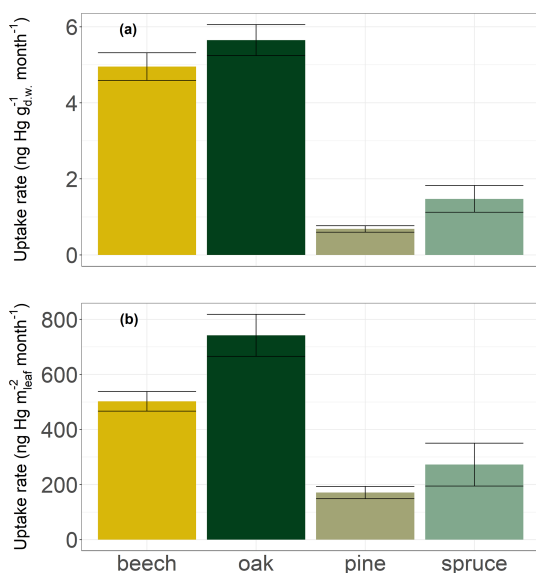 (a)
Uptake rate (ng Hg g⁻¹d.w. month⁻¹)
6
4
2
0
(b)
Uptake rate (ng Hg m⁻²leaf month⁻¹)
800
600
400
200
0
beech oak pine spruce